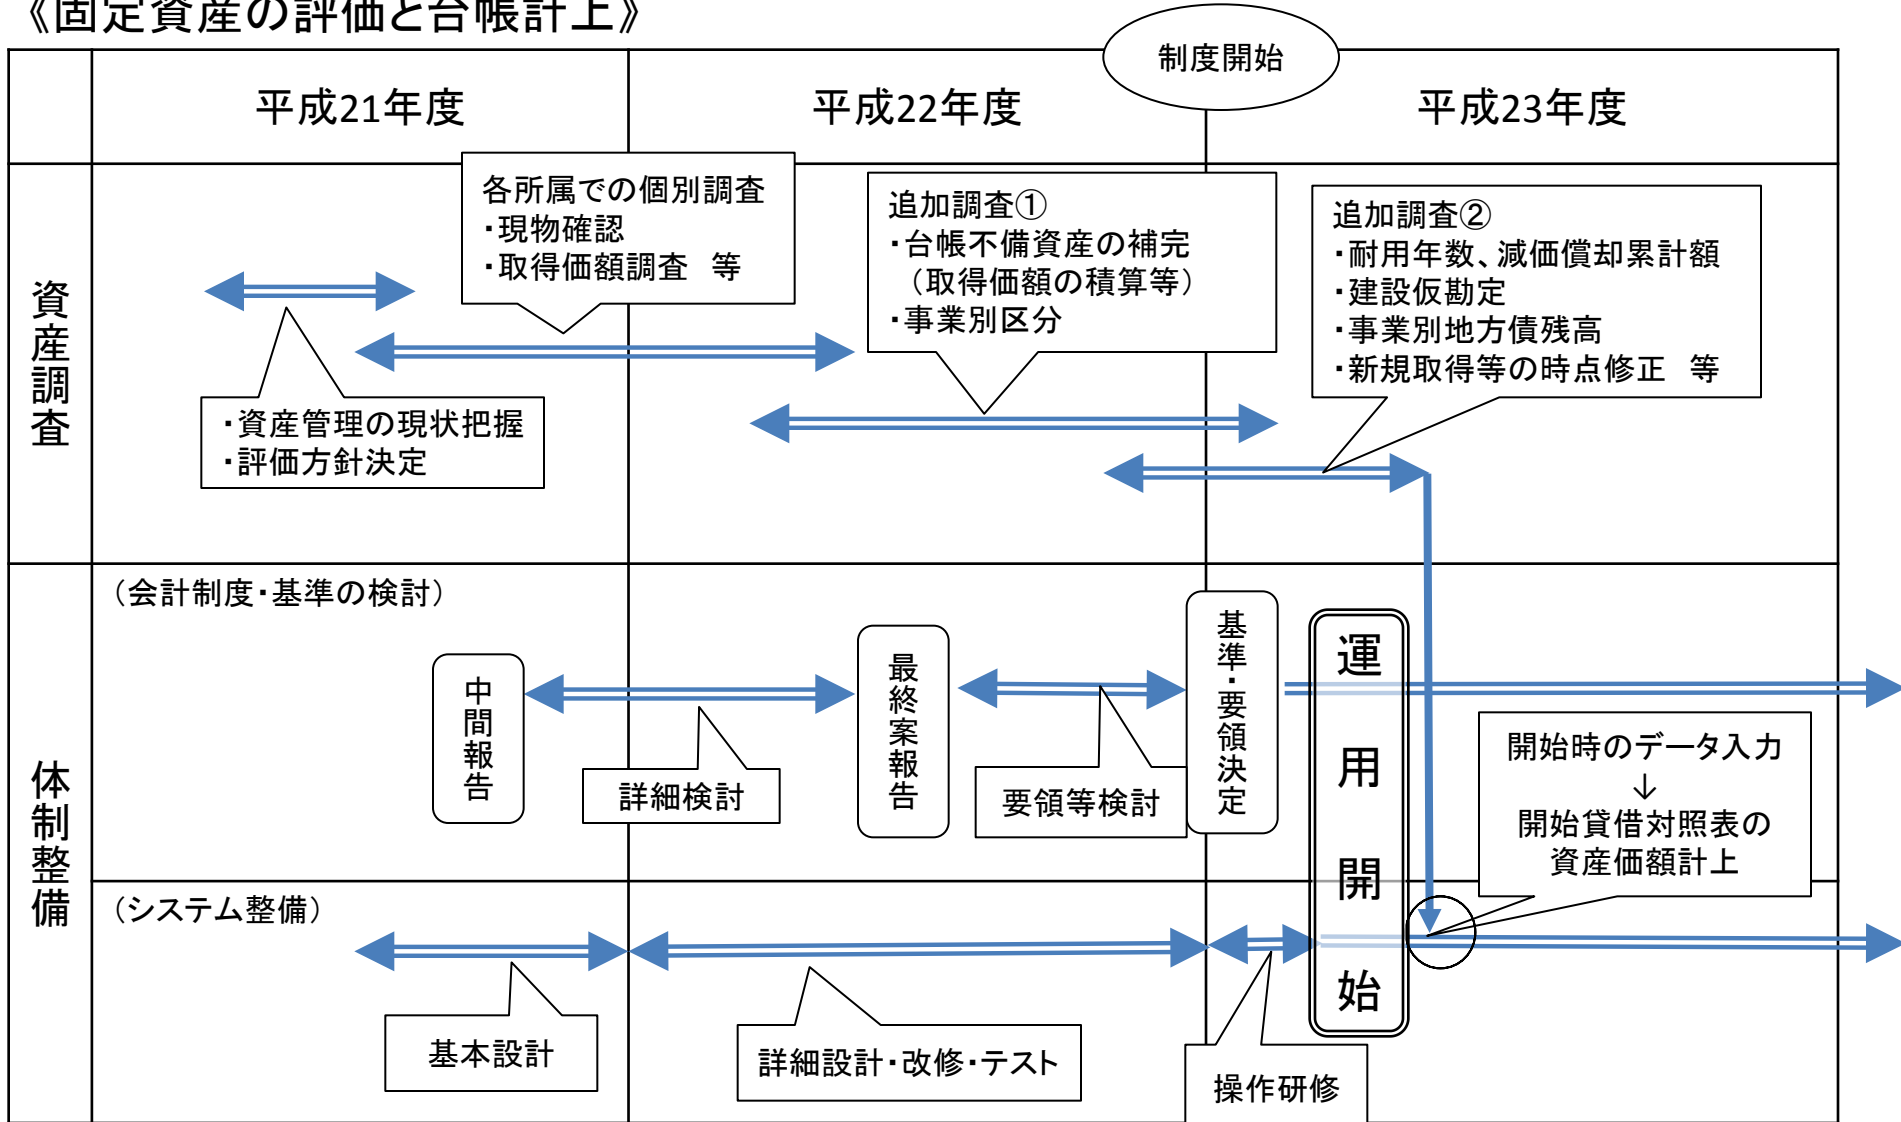 《固定資産の評価と台帳計上》
制度開始
平成21年度
平成22年度
平成23年度
資産調査
各所属での個別調査
・現物確認
・取得価額調査　等
追加調査①
・台帳不備資産の補完
（取得価額の積算等）
・事業別区分
追加調査②
・耐用年数、減価償却累計額
・建設仮勘定
・事業別地方債残高
・新規取得等の時点修正　等
・資産管理の現状把握
・評価方針決定
体制整備
（会計制度・基準の検討）
中間報告
詳細検討
最終案報告
要領等検討
基準・要領決定
運用開始
開始時のデータ入力
↓
開始貸借対照表の
資産価額計上
（システム整備）
基本設計
詳細設計・改修・テスト
操作研修